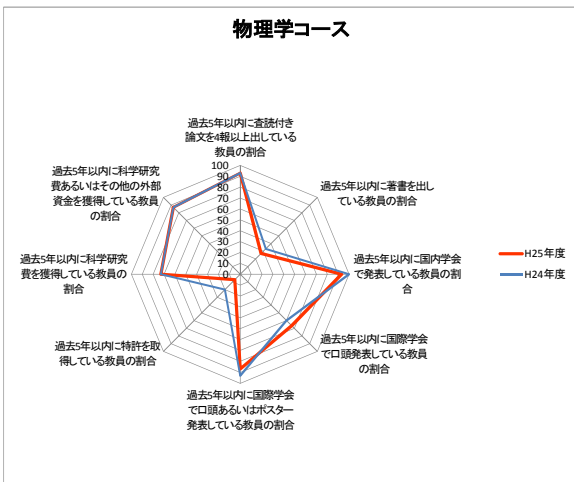 物理学コース
過去5年以内に査読付き
論文を4報以上出している
教員の割合
過去5年以内に著書を出し
ている教員の割合
過去5年以内に国内学会
で発表している教員の割
合
過去5年以内に国際学会
で口頭発表している教員
の割合
過去5年以内に国際学会
で口頭あるいはポスター
発表している教員の割合
過去5年以内に特許を取
得している教員の割合
過去5年以内に科学研究
費を獲得している教員の
割合
過去5年以内に科学研究
費あるいはその他の外部
資金を獲得している教員
の割合
100
90
80
70
60
50
40
30
20
10
0
H25年度
H24年度